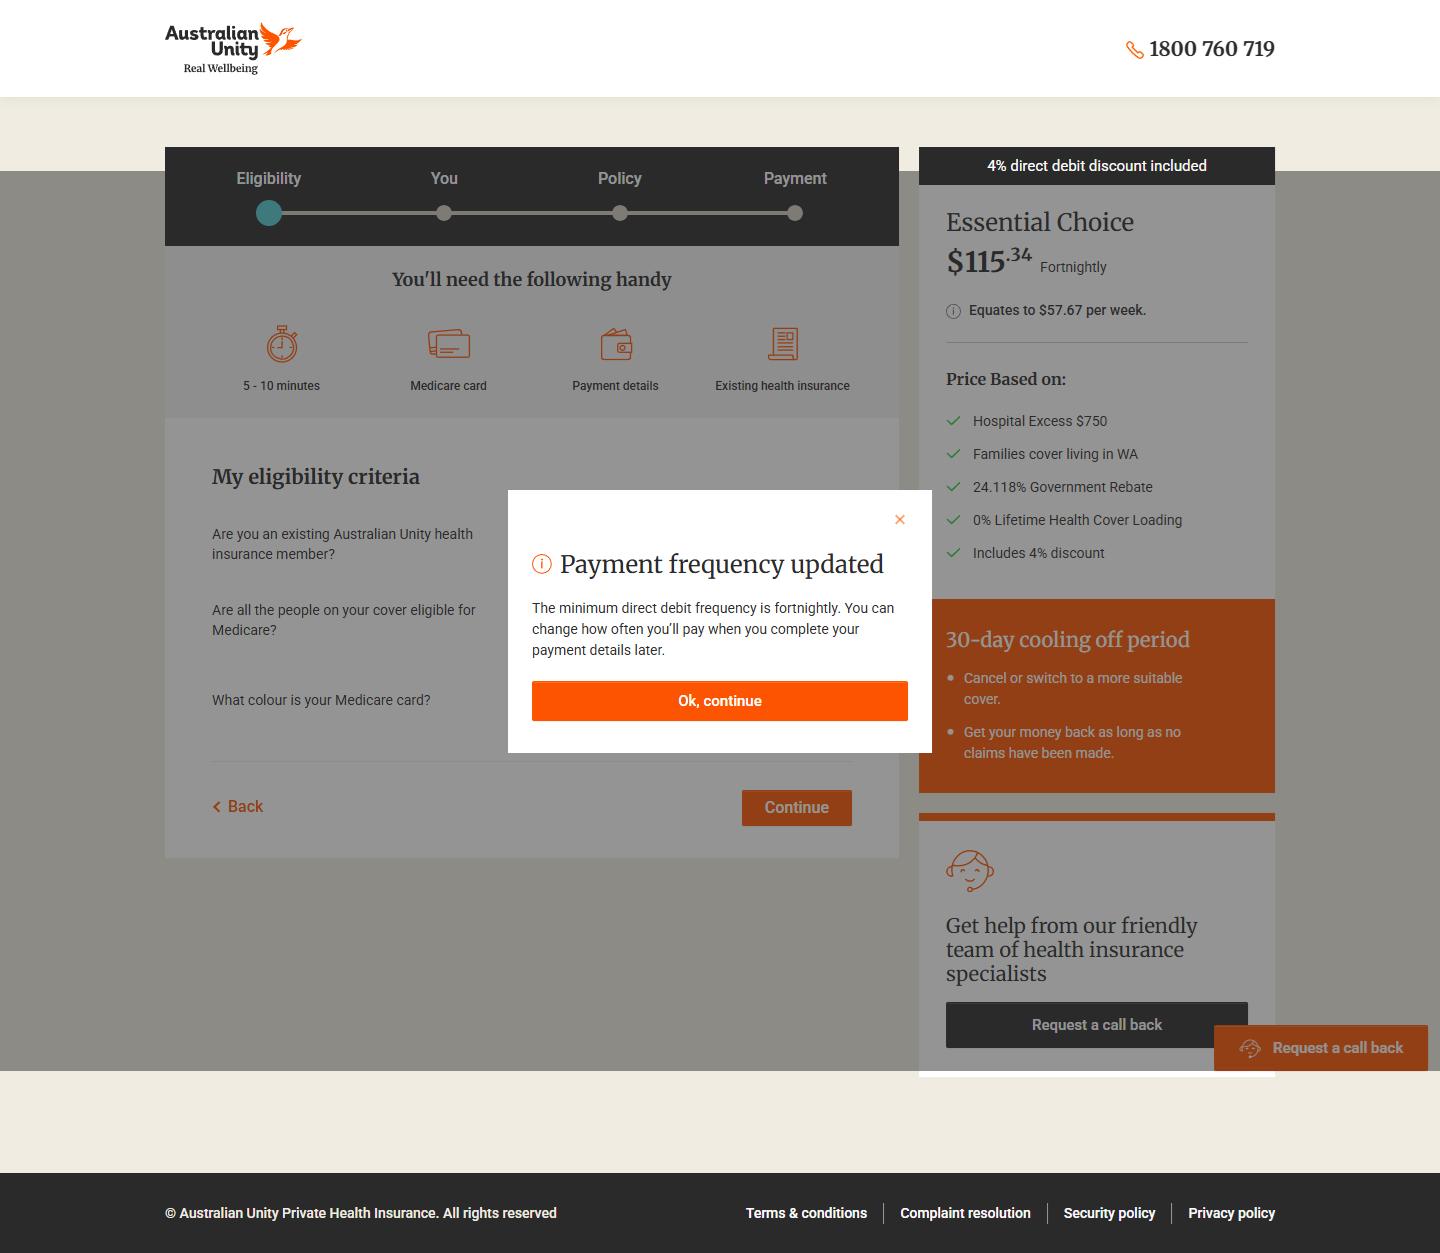 Australian
Unity
Real Wellbeing
1800 760 719
Eligibility
You
Policy
Payment
You'll need the following handy
5 - 10 minutes
Medicare card
Payment details
Existing health insurance
My eligibility criteria
Are you an existing Australian Unity health
insurance member?
Are all the people on your cover eligible for
Medicare?
What colour is your Medicare card?
Back
Continue
Payment frequency updated
The minimum direct debit frequency is fortnightly. You can
change how often you'll pay when you complete your
payment details later.
Ok, continue
4% direct debit discount included
Essential Choice
$115.34 Fortnightly
Equates to $57.67 per week.
Price Based on:
Hospital Excess $750
Families cover living in WA
24.118% Government Rebate
0% Lifetime Health Cover Loading
Includes 4% discount
30-day cooling off period
Cancel or switch to a more suitable
cover.
Get your money back as long as no
claims have been made.
Get help from our friendly
team of health insurance
specialists
Request a call back
Request a call back
© Australian Unity Private Health Insurance. All rights reserved
Terms & conditions
Complaint resolution
Security policy
Privacy policy